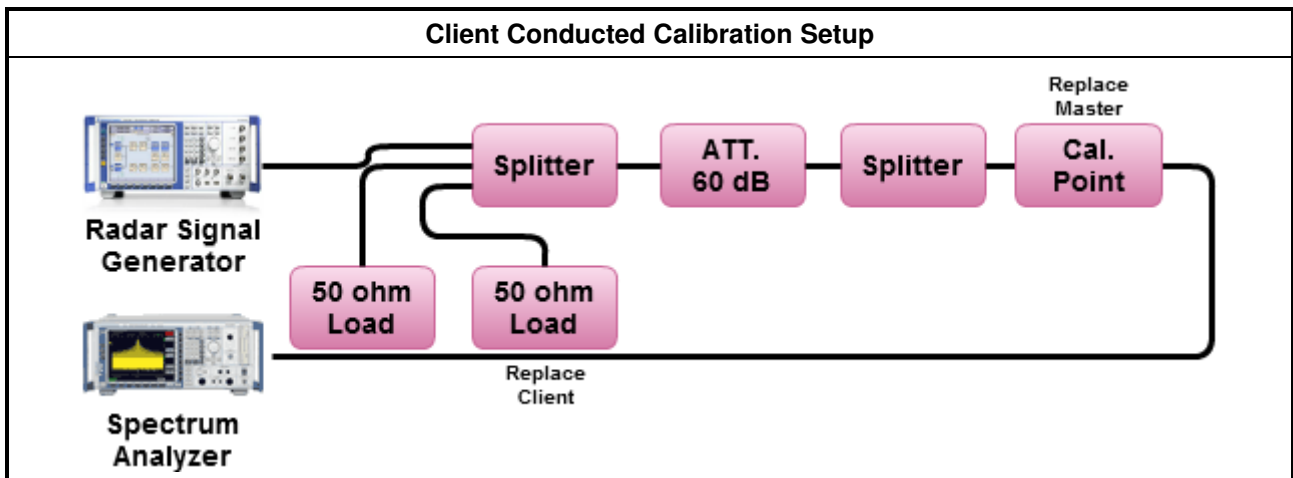 Client Conducted Calibration Setup
Replace
Master
Splitter
ATT.
60 dB
Splitter
Cal.
Point
Radar Signal
Generator
50 ohm
Load
50 ohm
Load
Replace
Client
Spectrum
Analyzer